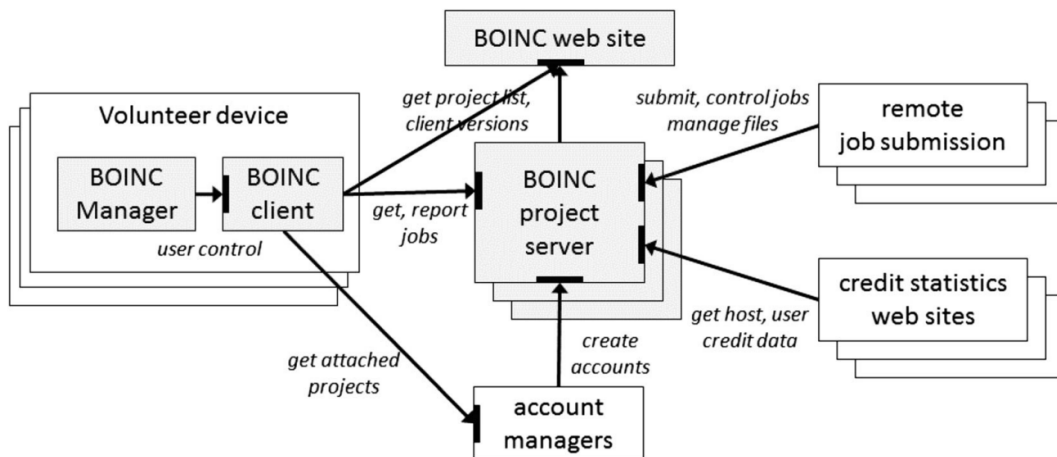 BOINC web site
get project list,
client versions
submit, control jobs
manage files
remote
job submission
Volunteer device
BOINC
Manager
BOINC
client
user control
get, report
jobs
BOINC
project
server
credit statistics
web sites
get host, user
credit data
get attached
projects
create
accounts
account
managers